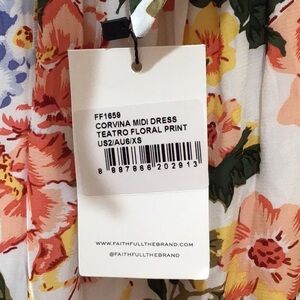 FF1659
CORVINA MIDI DRESS
TEATRO FLORAL PRINT
US2/AU6/XS
8 887866 202913
WWW.FAITHFULLTHEBRAND.COM
@FAITHFULLTHEBRAND